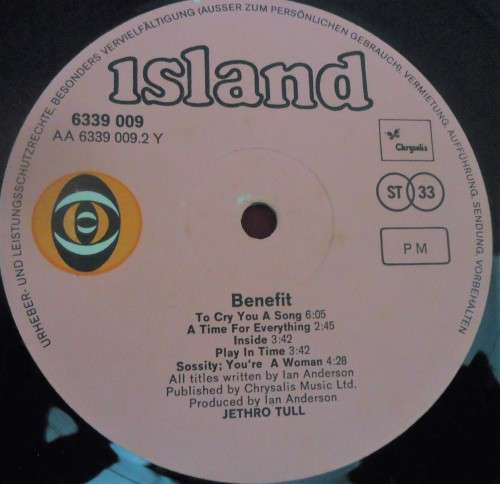 URHEBER- UND LEISTUNGSSCHUTZRECHTE, BESONDERS VERVIELFÄLTIGUNG (AUSSER ZUM PERSÖNLICHEN GEBRAUCH), VERMIETUNG, AUFFÜHRUNG, SENDUNG, VORBEHALTEN
island
6339 009
AA 6339 009.2 Y
Chrysalis
ST 33
P M
Benefit
To Cry You A Song 6:05
A Time For Everything 2:45
Inside 3:42
Play In Time 3:42
Sossity; You're A Woman 4:28
All titles written by Ian Anderson
Published by Chrysalis Music Ltd.
Produced by Ian Anderson
JETHRO TULL